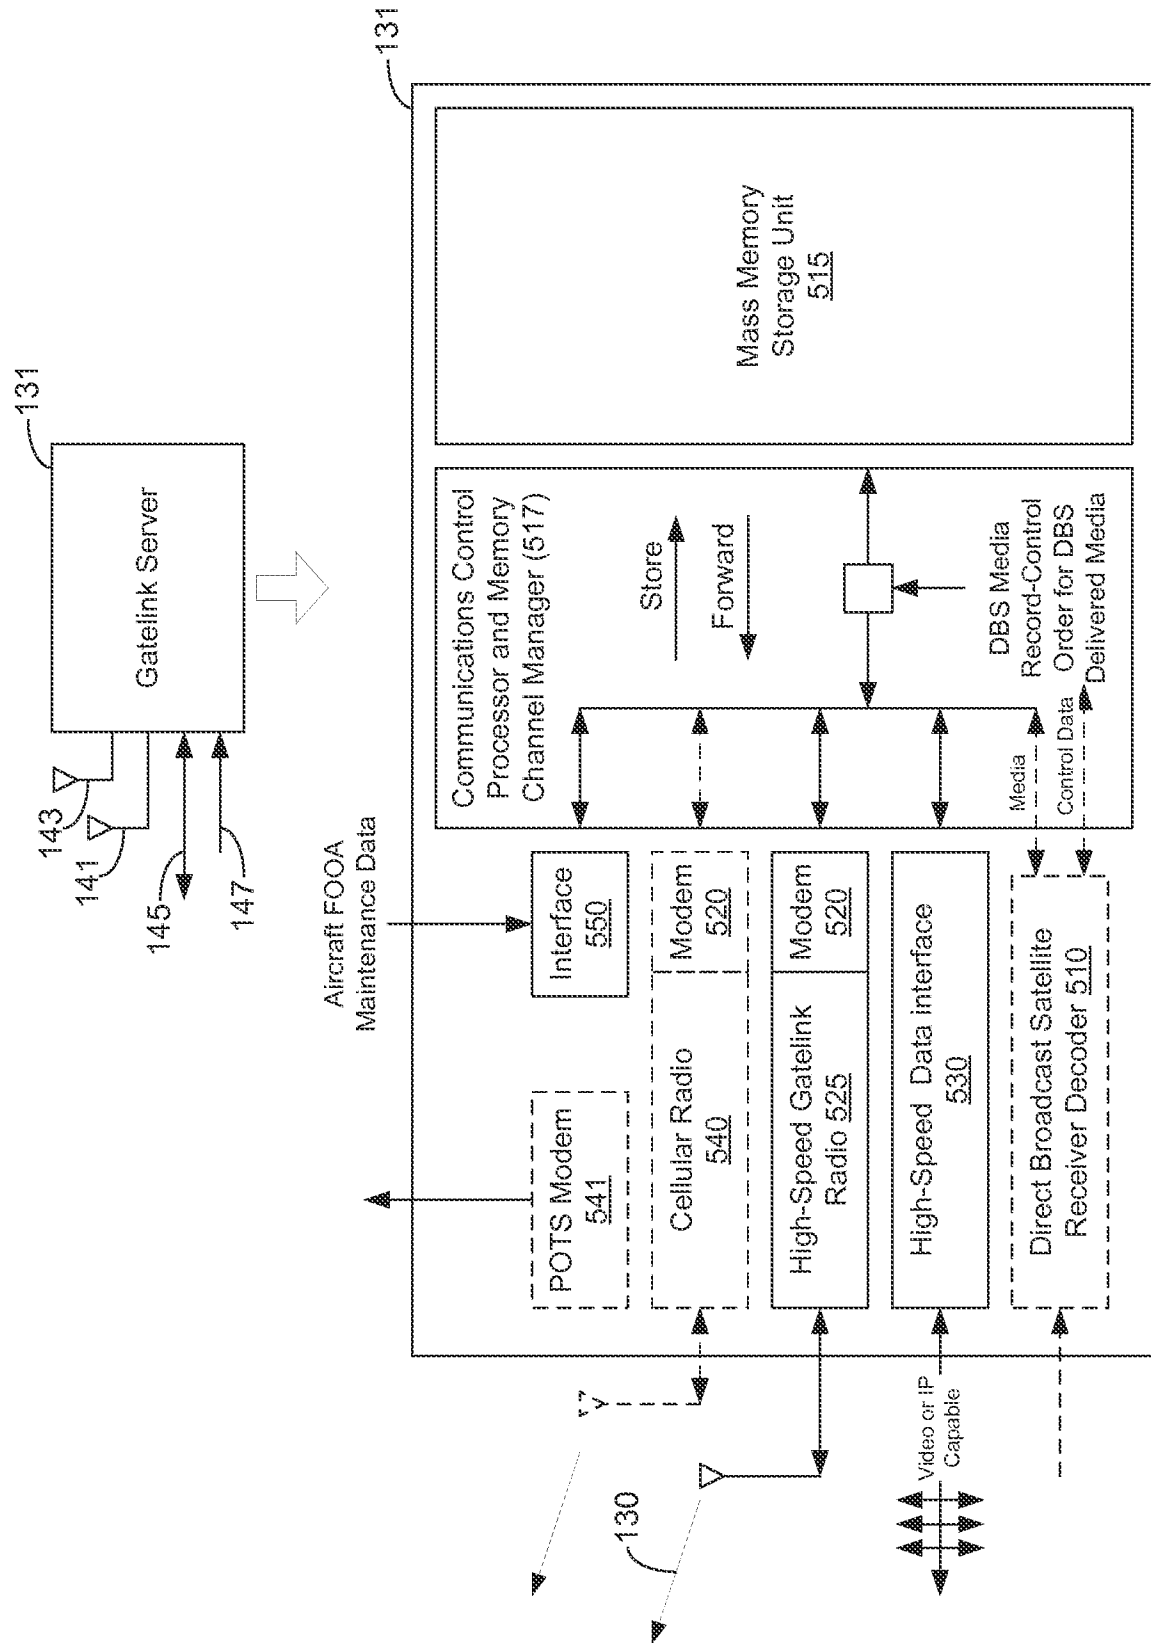 131
Gatelink Server
143
141
145
147
131
Aircraft FOOA
Maintenance Data
Communications Control
Processor and Memory
Channel Manager (517)
Store
Forward
DBS Media
Record-Control
Order for DBS
Delivered Media
Media
Control Data
Mass Memory
Storage Unit
515
POTS Modem
541
Interface
550
Cellular Radio
540
Modem
520
High-Speed Gatelink
Radio 525
Modem
520
High-Speed Data interface
530
Direct Broadcast Satellite
Receiver Decoder 510
130
Video or IP
Capable